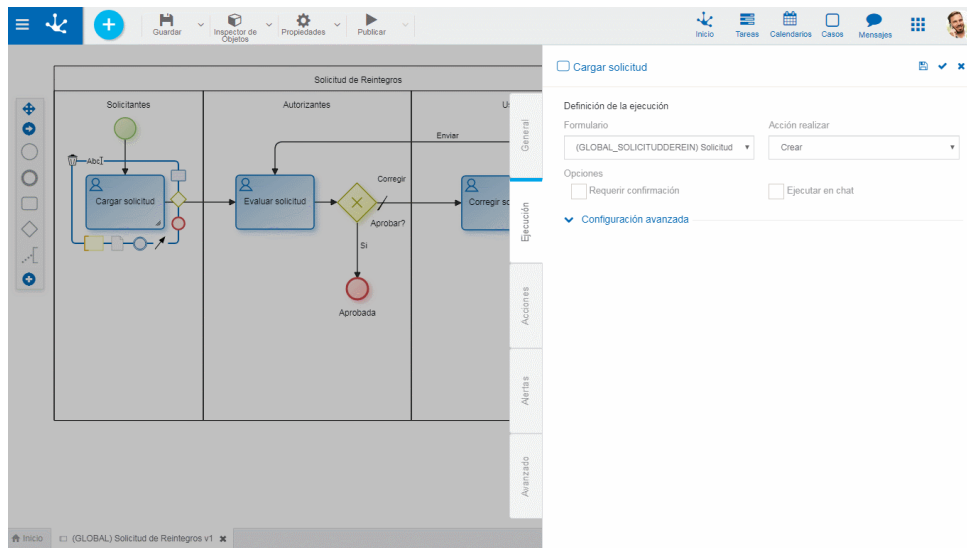 Guardar
Inspector de
Objetos
Propiedades
Publicar
Inicio
Tareas
Calendarios
Casos
Mensajes
Solicitud de Reintegros
Solicitantes
Autorizantes
Abc
Cargar solicitud
Evaluar solicitud
Enviar
Corregir
Aprobar?
Si
Aprobada
Corregir
General
Ejecución
Acciones
Alertas
Avanzado
Cargar solicitud
Definición de la ejecución
Formulario
Acción realizar
(GLOBAL_SOLICITUDDEREIN) Solicitud
Crear
Opciones
Requerir confirmación
Ejecutar en chat
Configuración avanzada
Inicio
(GLOBAL) Solicitud de Reintegros v1